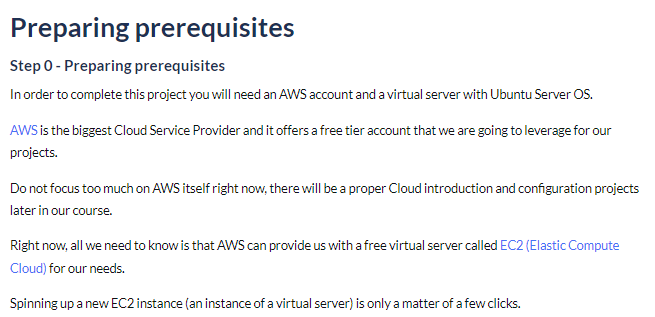 Preparing prerequisites
Step 0 - Preparing prerequisites
In order to complete this project you will need an AWS account and a virtual server with Ubuntu Server OS.
AWS is the biggest Cloud Service Provider and it offers a free tier account that we are going to leverage for our
projects.
Do not focus too much on AWS itself right now, there will be a proper Cloud introduction and configuration projects
later in our course.
Right now, all we need to know is that AWS can provide us with a free virtual server called EC2 (Elastic Compute
Cloud) for our needs.
Spinning up a new EC2 instance (an instance of a virtual server) is only a matter of a few clicks.